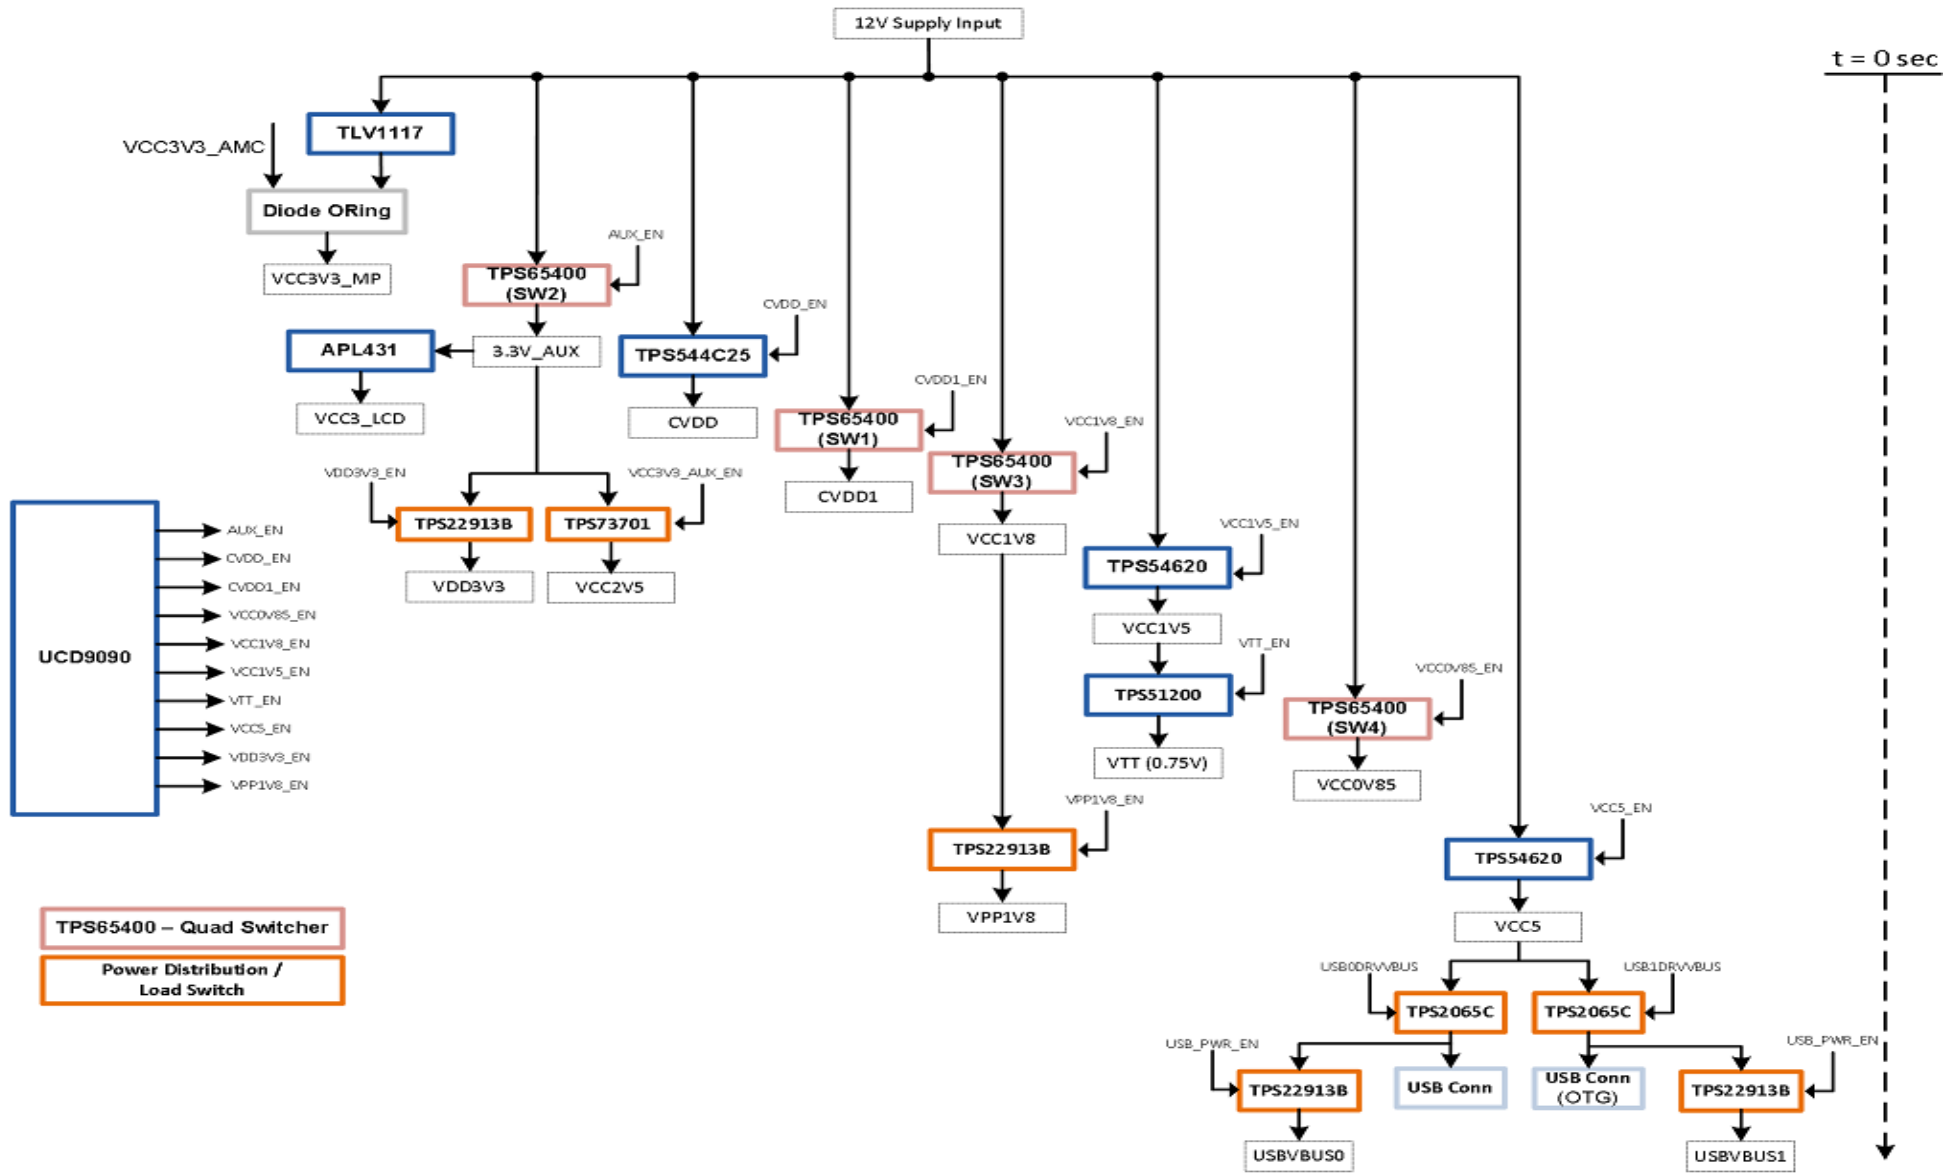 12V Supply Input
t = 0 sec
TLV1117
VCC3V3_AMC
Diode ORing
VCC3V3_MP
AUX_EN
TPS65400
(SW2)
3.3V_AUX
APL431
VCC3_LCD
CVDD_EN
TPS544C25
CVDD
CVDD1_EN
TPS65400
(SW1)
CVDD1
VCC1V8_EN
TPS65400
(SW3)
VCC1V8
VDD3V3_EN
VCC3V3_AUX_EN
TPS22913B
TPS73701
VDD3V3
VCC2V5
VCC1V5_EN
TPS54620
VCC1V5
VTT_EN
TPS51200
VTT (0.75V)
VCC0V85_EN
TPS65400
(SW4)
VCC0V85
UCD9090
AUX_EN
CVDD_EN
CVDD1_EN
VCC0V85_EN
VCC1V8_EN
VCC1V5_EN
VTT_EN
VCC5_EN
VDD3V3_EN
VPP1V8_EN
VPP1V8_EN
TPS22913B
VPP1V8
VCC5_EN
TPS54620
VCC5
TPS65400 – Quad Switcher
Power Distribution /
Load Switch
USB0DRVVBUS
USB1DRVVBUS
TPS2065C
TPS2065C
USB_PWR_EN
USB_PWR_EN
TPS22913B
USB Conn
USB Conn
(OTG)
TPS22913B
USBVBUS0
USBVBUS1